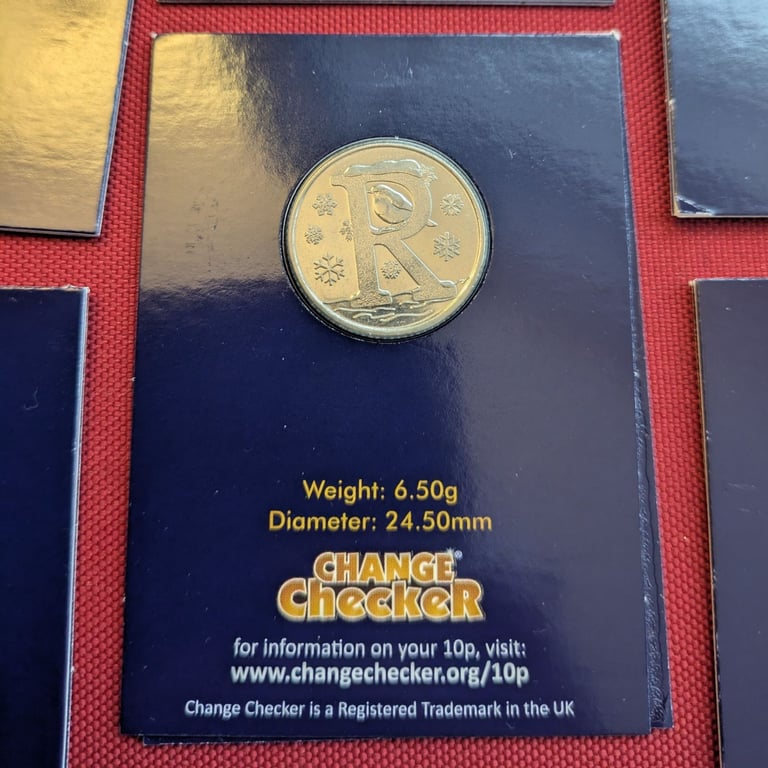 R
Weight: 6.50g
Diameter: 24.50mm
CHANGE®
CheckeR
for information on your 10p, visit:
www.changechecker.org/10p
Change Checker is a Registered Trademark in the UK